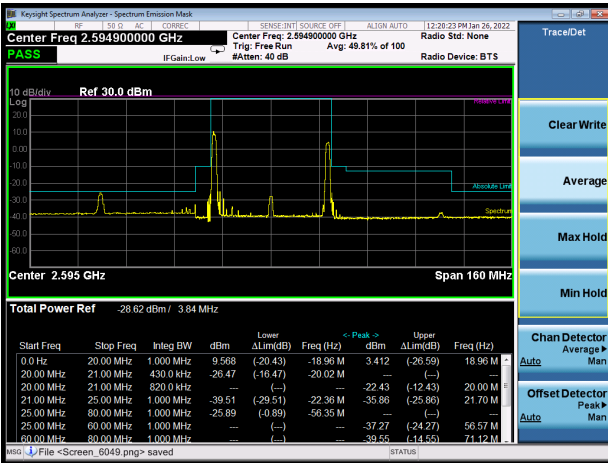 Keysight Spectrum Analyzer - Spectrum Emission Mask
RF 50 Ω AC CORREC SENSE:INT SOURCE OFF ALIGN AUTO 12:20:23 PM Jan 26, 2022
Center Freq 2.594900000 GHz Center Freq: 2.594900000 GHz Radio Std: None
Trig: Free Run Avg: 49.81% of 100
PASS IFGain:Low #Atten: 40 dB Radio Device: BTS
10 dB/div Ref 30.0 dBm
Log Relative Limit
20.0
10.0
0.00
-10.0
-20.0 Absolute Limit
-30.0
-40.0 Spectrum
-50.0
-60.0
Center 2.595 GHz Span 160 MHz
Total Power Ref -28.62 dBm / 3.84 MHz
Lower <- Peak -> Upper
Start Freq Stop Freq Integ BW dBm ΔLim(dB) Freq (Hz) dBm ΔLim(dB) Freq (Hz)
0.0 Hz 20.00 MHz 1.000 MHz 9.568 (-20.43) -18.96 M 3.412 (-26.59) 18.96 M
20.00 MHz 21.00 MHz 430.0 kHz -26.47 (-16.47) -20.02 M --- (---)
20.00 MHz 21.00 MHz 820.0 kHz --- (---) -22.43 (-12.43) 20.00 M
21.00 MHz 25.00 MHz 1.000 MHz -39.51 (-29.51) -22.36 M -35.86 (-25.86) 21.70 M
25.00 MHz 80.00 MHz 1.000 MHz -25.89 (-0.89) -56.35 M --- (---)
25.00 MHz 60.00 MHz 1.000 MHz --- (---) -37.27 (-24.27) 56.57 M
60.00 MHz 80.00 MHz 1.000 MHz --- (---) -39.55 (-14.55) 71.12 M
MSG File <Screen_6049.png> saved STATUS
Trace/Det
Clear Write
Average
Max Hold
Min Hold
Chan Detector
Average
Auto Man
Offset Detector
Peak
Auto Man